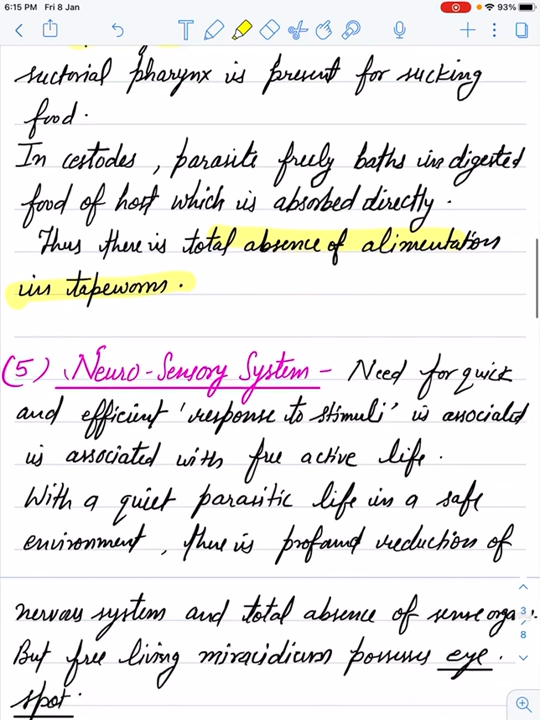 6:15 PM Fri 8 Jan
93%
suctorial pharynx is present for sucking
food.
In cestodes, parasite freely baths in digested
food of host which is absorbed directly.
Thus there is total absence of alimentation
in tapeworms.
(5) Neuro-Sensory System - Need for quick
and efficient 'response to stimuli' is associated
is associated with free active life.
With a quiet parasitic life in a safe
environment, there is profound reduction of
nervous system and total absence of sense orga
But free living miracidium possesses eye.
spot.
3
/
8